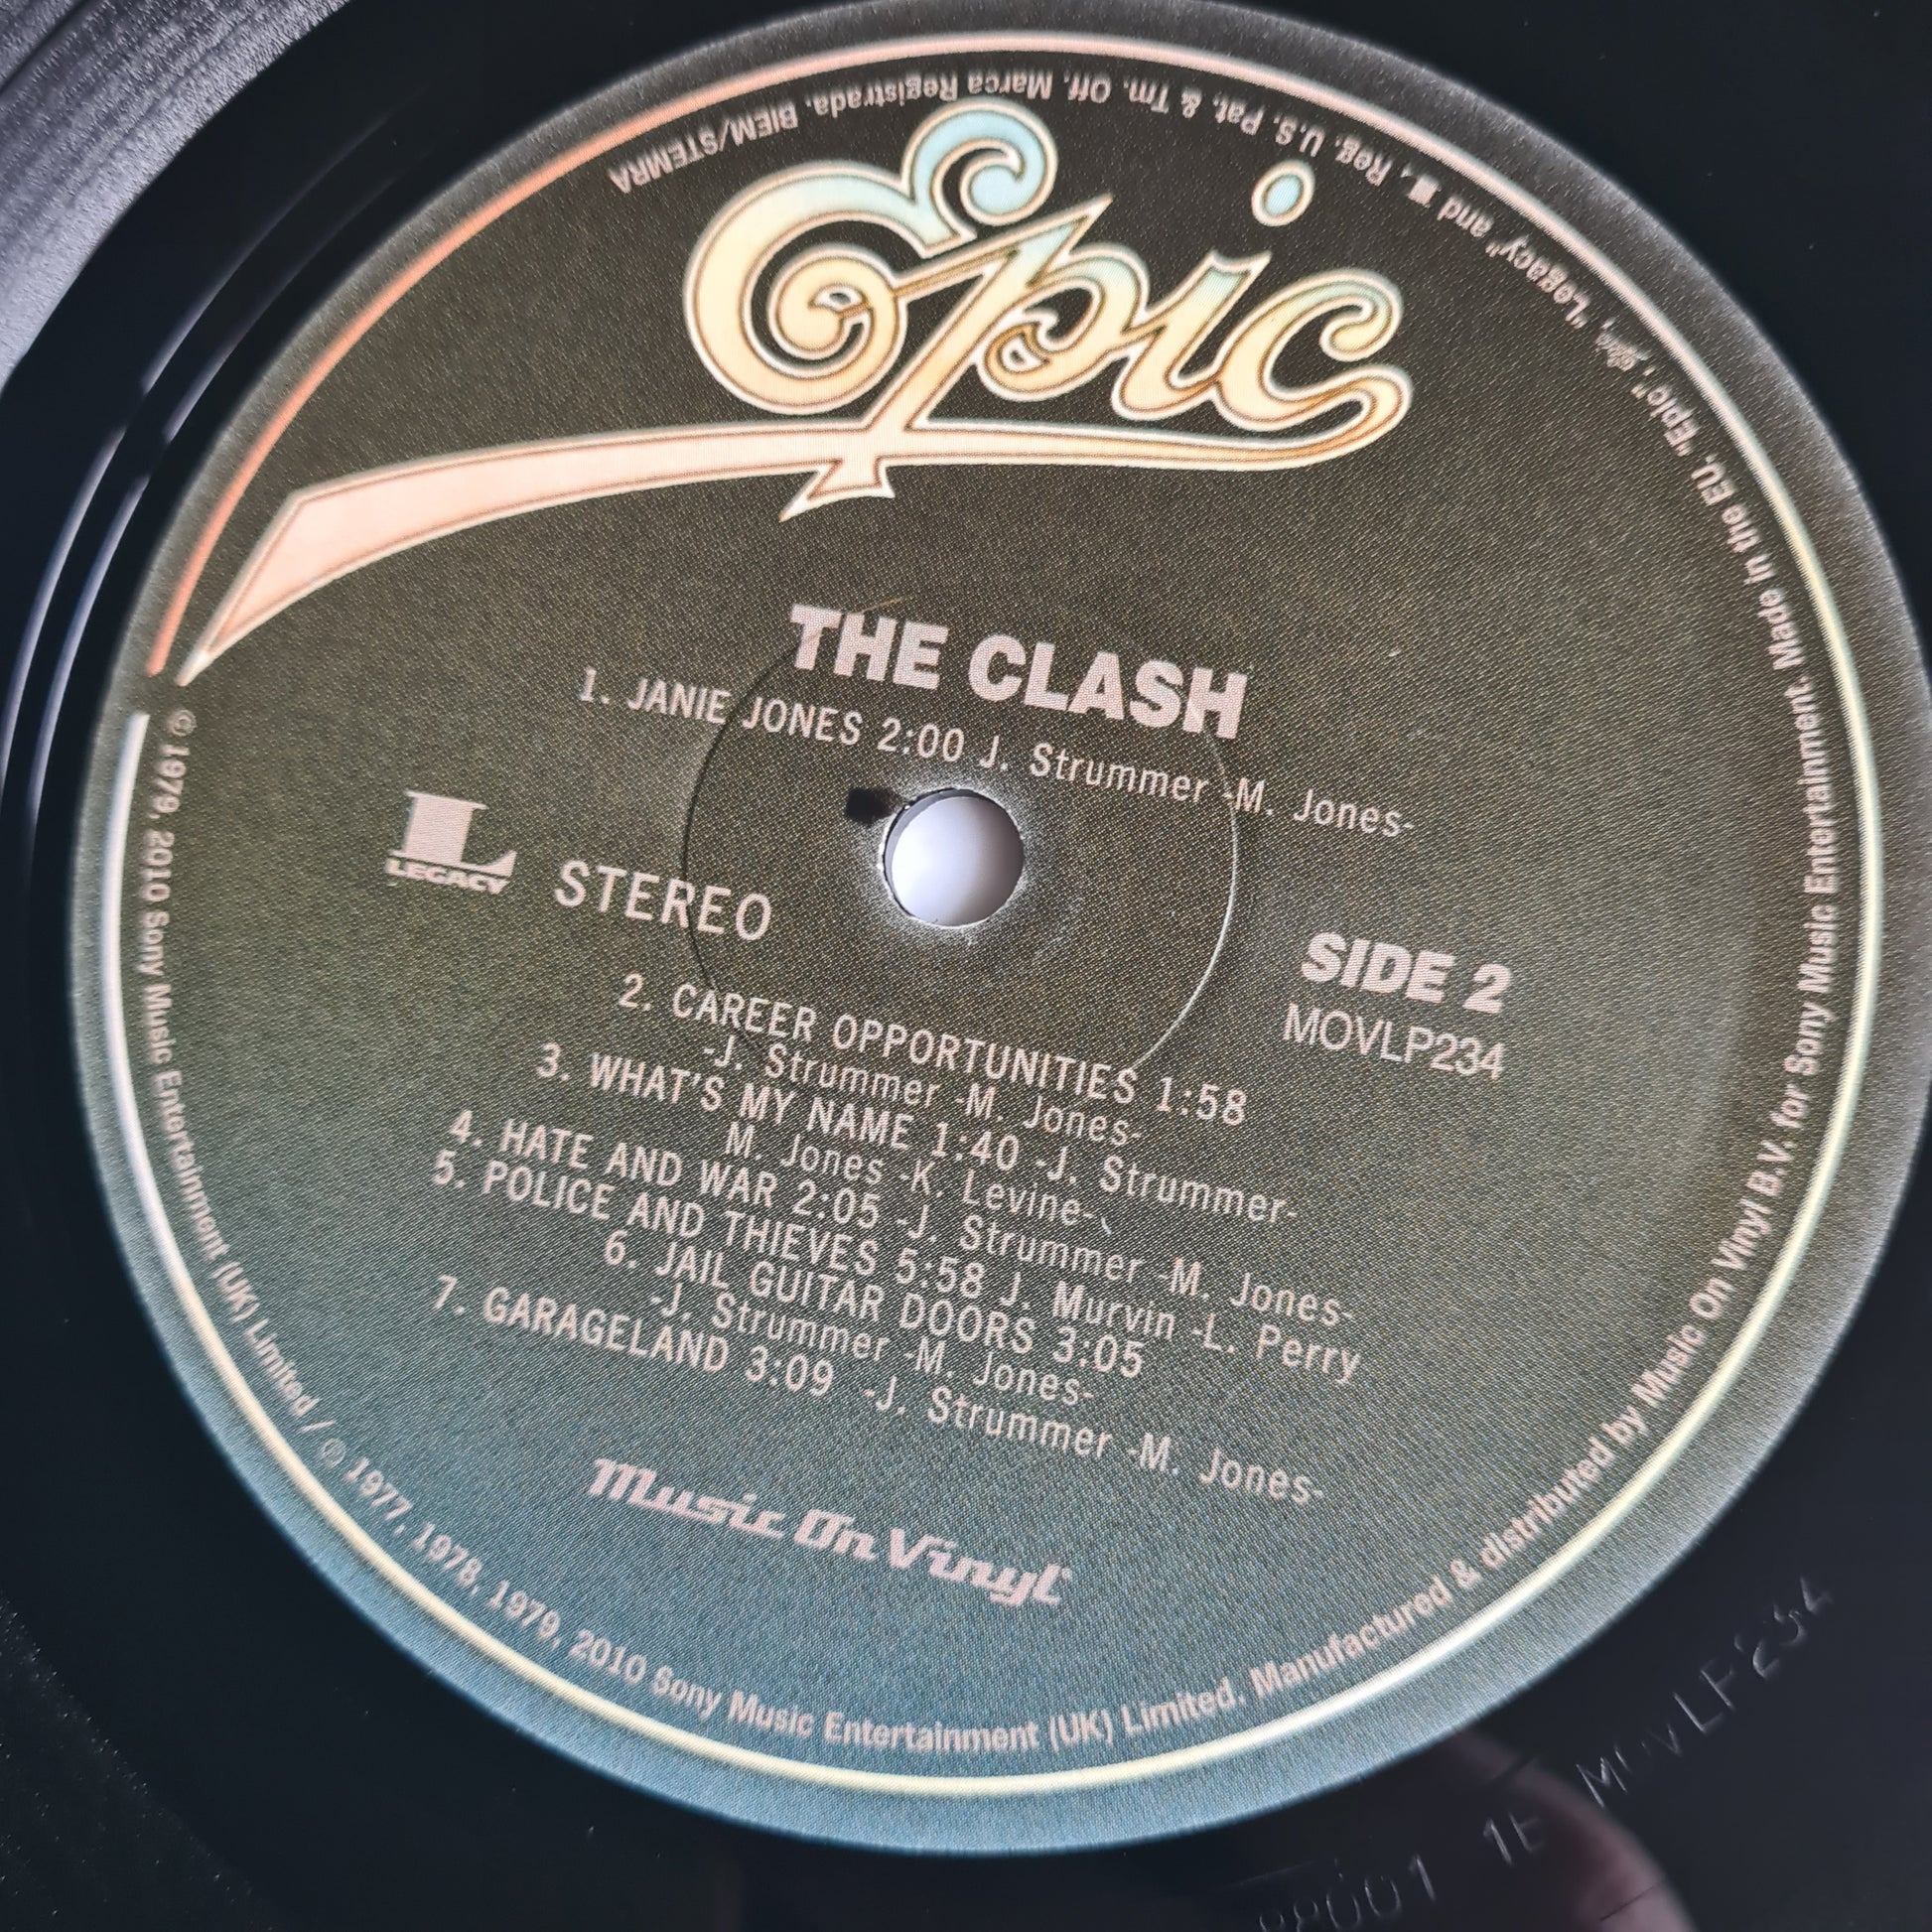 Epic
THE CLASH
1. JANIE JONES 2:00 J. Strummer -M. Jones-
L
LEGACY
STEREO
SIDE 2
MOVLP234
2. CAREER OPPORTUNITIES 1:58
-J. Strummer -M. Jones-
3. WHAT'S MY NAME 1:40 -J. Strummer-
M. Jones -K. Levine-
4. HATE AND WAR 2:05 -J. Strummer -M. Jones-
5. POLICE AND THIEVES 5:58 J. Murvin -L. Perry
6. JAIL GUITAR DOORS 3:05
-J. Strummer -M. Jones-
7. GARAGELAND 3:09 -J. Strummer -M. Jones-
Music On Vinyl
© 1979, 2010 Sony Music Entertainment (UK) Limited / ℗ 1977, 1978, 1979, 2010 Sony Music Entertainment (UK) Limited. Manufactured & distributed by Music On Vinyl B.V. for Sony Music Entertainment. Made in the EU. "Epic", "Legacy" and L, Reg. U.S. Pat. & Tm. Off. Marca Registrada. BIEM/STEMRA
1E MOVLP234